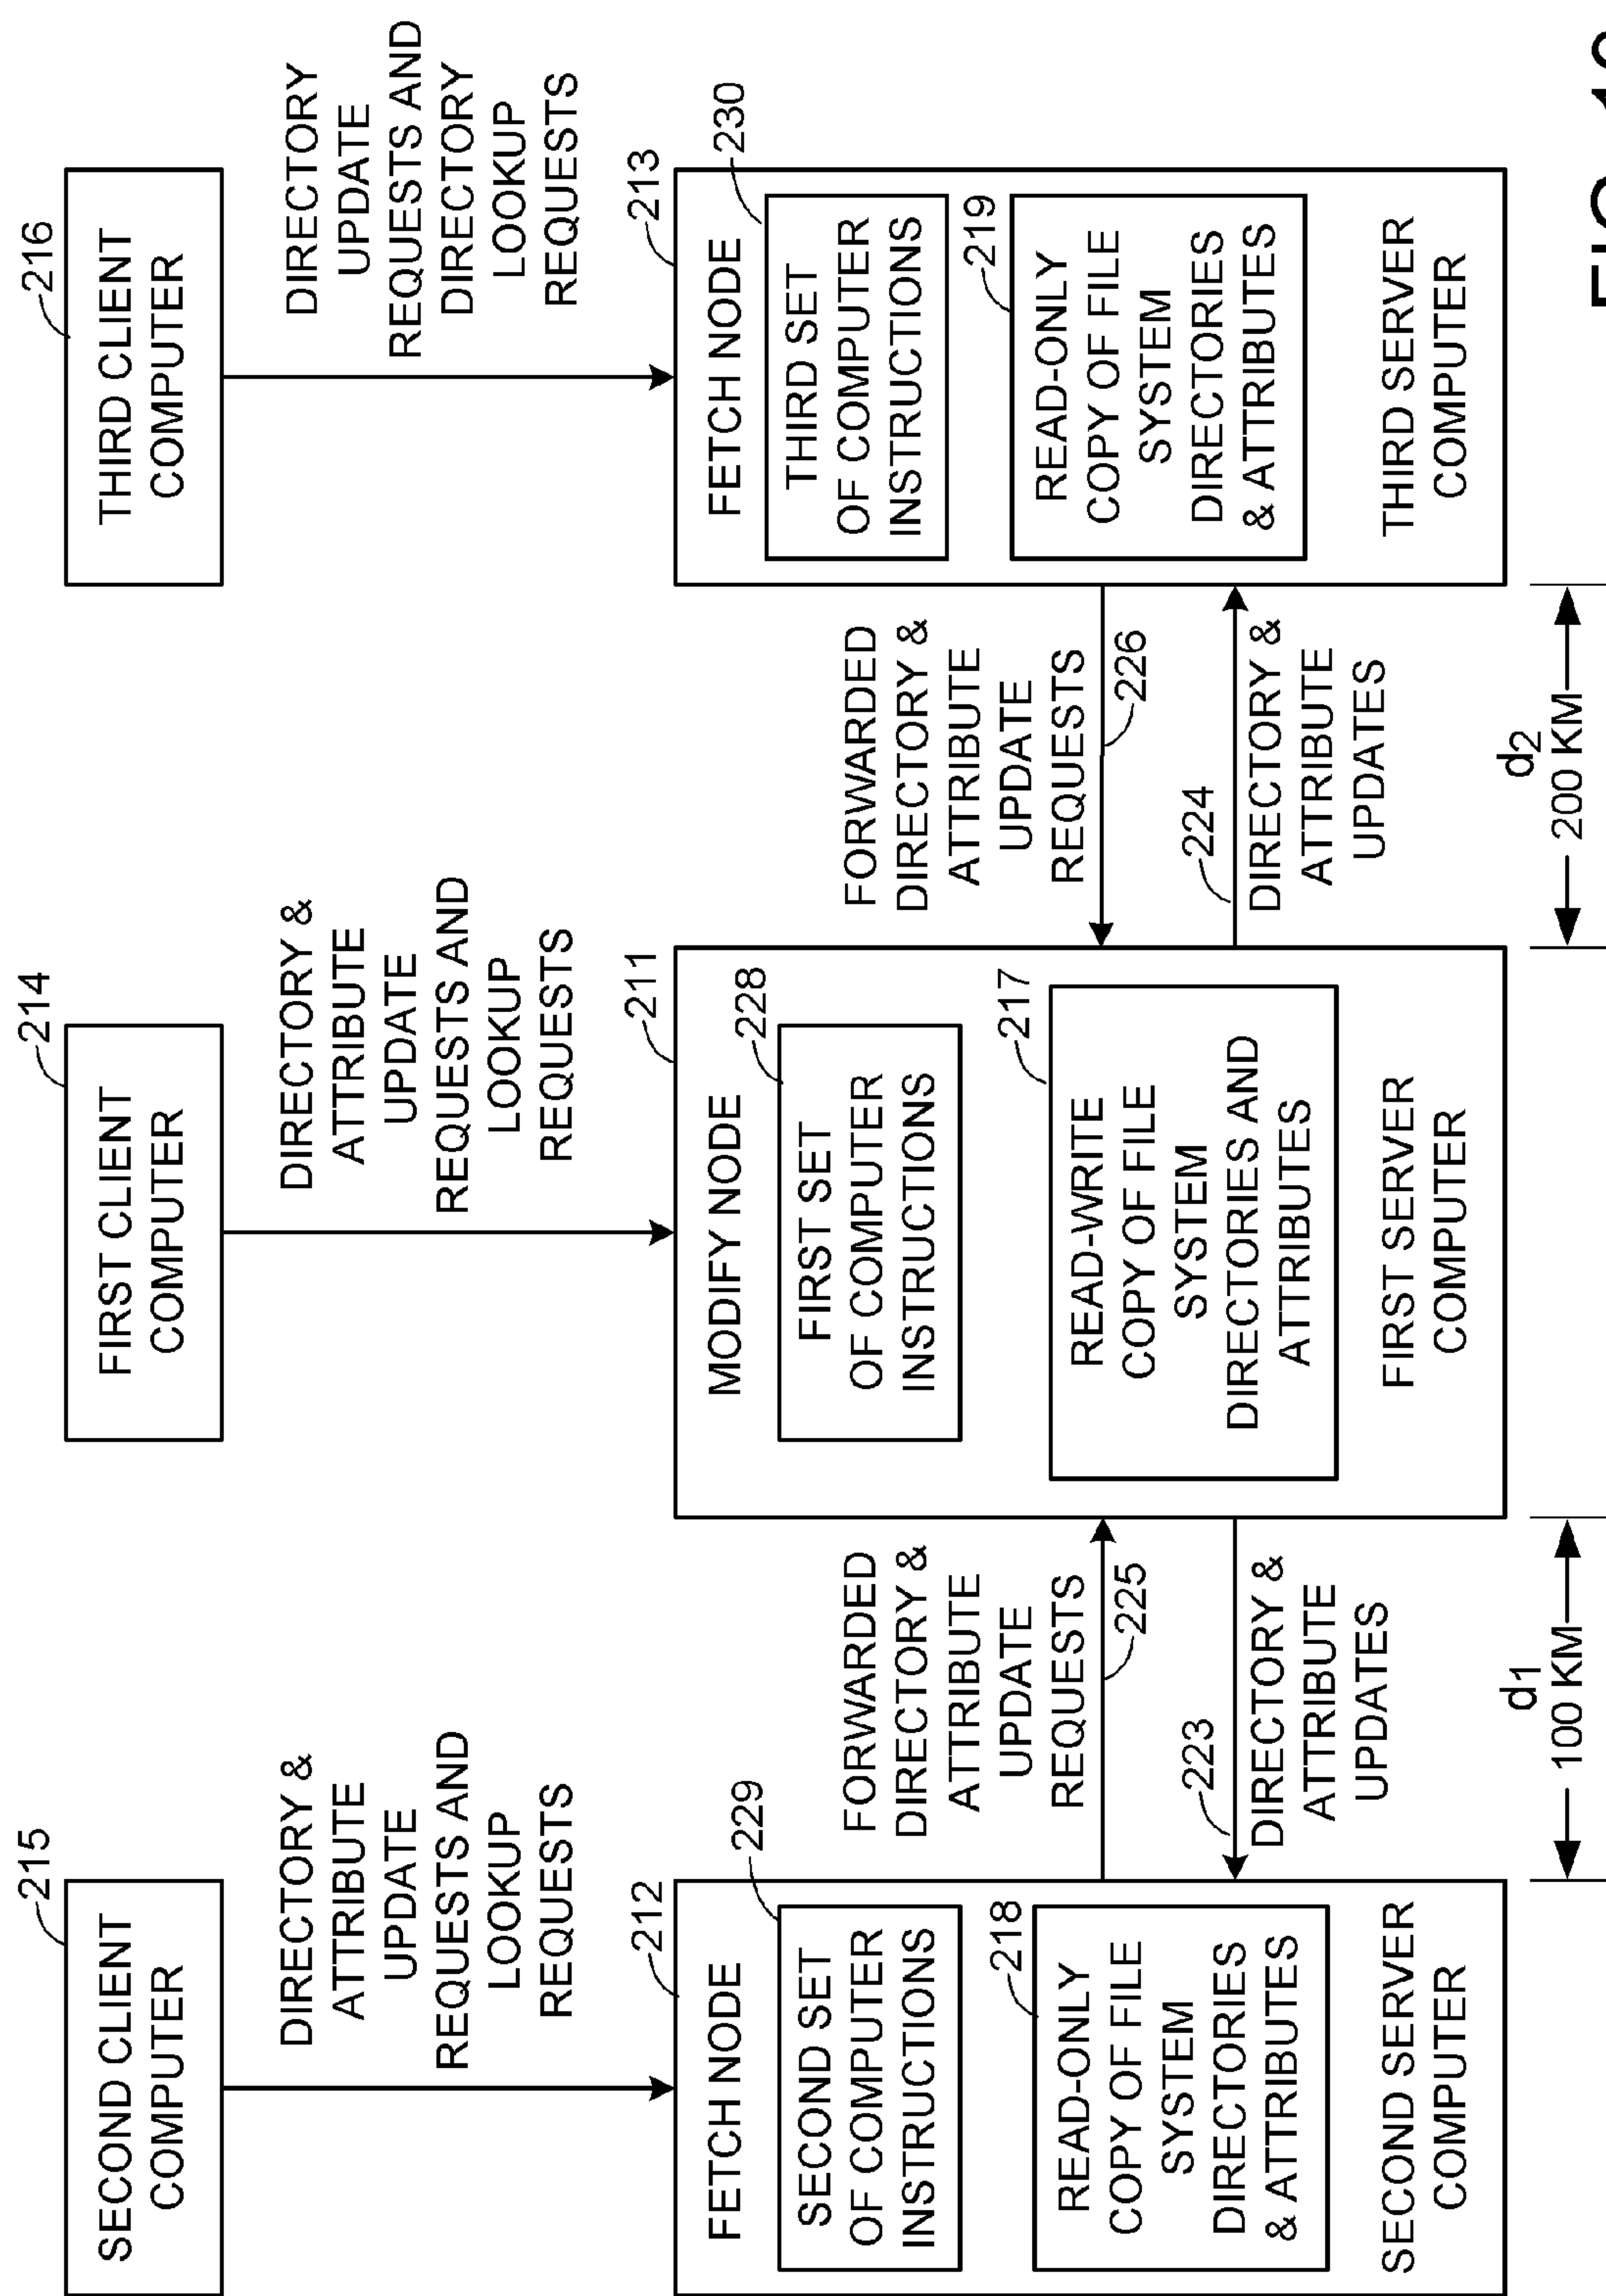 215
SECOND CLIENT
COMPUTER
214
FIRST CLIENT
COMPUTER
216
THIRD CLIENT
COMPUTER
DIRECTORY &
ATTRIBUTE
UPDATE
REQUESTS AND
LOOKUP
REQUESTS
DIRECTORY &
ATTRIBUTE
UPDATE
REQUESTS AND
LOOKUP
REQUESTS
DIRECTORY
UPDATE
REQUESTS AND
DIRECTORY
LOOKUP
REQUESTS
212
FETCH NODE
229
SECOND SET
OF COMPUTER
INSTRUCTIONS
218
READ-ONLY
COPY OF FILE
SYSTEM
DIRECTORIES
& ATTRIBUTES
SECOND SERVER
COMPUTER
FORWARDED
DIRECTORY &
ATTRIBUTE
UPDATE
REQUESTS
225
223
DIRECTORY &
ATTRIBUTE
UPDATES
211
MODIFY NODE
228
FIRST SET
OF COMPUTER
INSTRUCTIONS
217
READ-WRITE
COPY OF FILE
SYSTEM
DIRECTORIES AND
ATTRIBUTES
FIRST SERVER
COMPUTER
FORWARDED
DIRECTORY &
ATTRIBUTE
UPDATE
REQUESTS
226
224
DIRECTORY &
ATTRIBUTE
UPDATES
213
FETCH NODE
230
THIRD SET
OF COMPUTER
INSTRUCTIONS
219
READ-ONLY
COPY OF FILE
SYSTEM
DIRECTORIES
& ATTRIBUTES
THIRD SERVER
COMPUTER
d1
100 KM
d2
200 KM